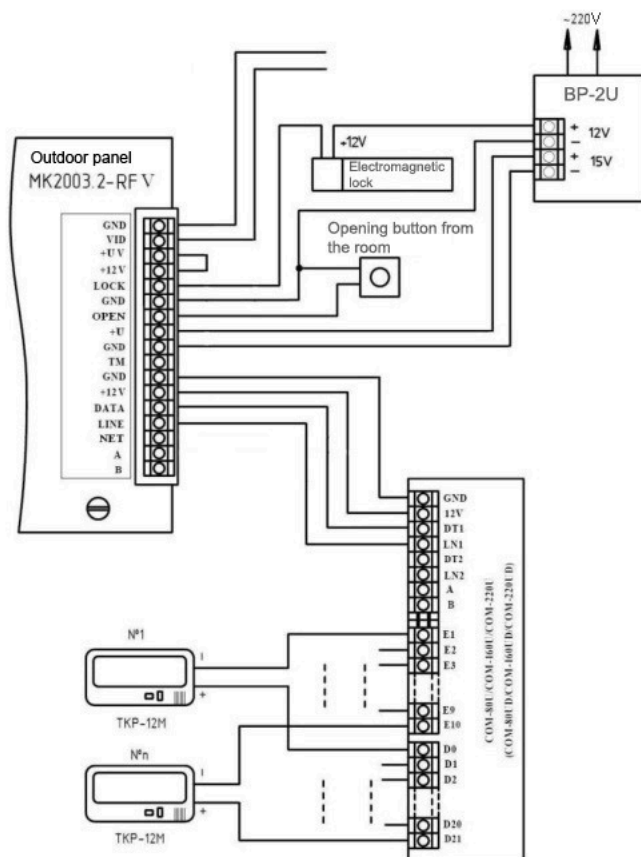 ~220V
BP-2U
+ 12V
−
+ 15V
−
+12V
Electromagnetic
lock
Outdoor panel
MK2003.2-RF V
Opening button from
the room
GND
VID
+U V
+12V
LOCK
GND
OPEN
+U
GND
TM
GND
+12V
DATA
LINE
NET
A
B
GND
12V
DT1
LN1
DT2
LN2
A
B
E1
E2
E3
E9
E10
D0
D1
D2
D20
D21
COM-80U/COM-160U/COM-220U
(COM-80UD/COM-160UD/COM-220UD)
Nº1
−
+
TKP-12M
Nºn
−
+
TKP-12M